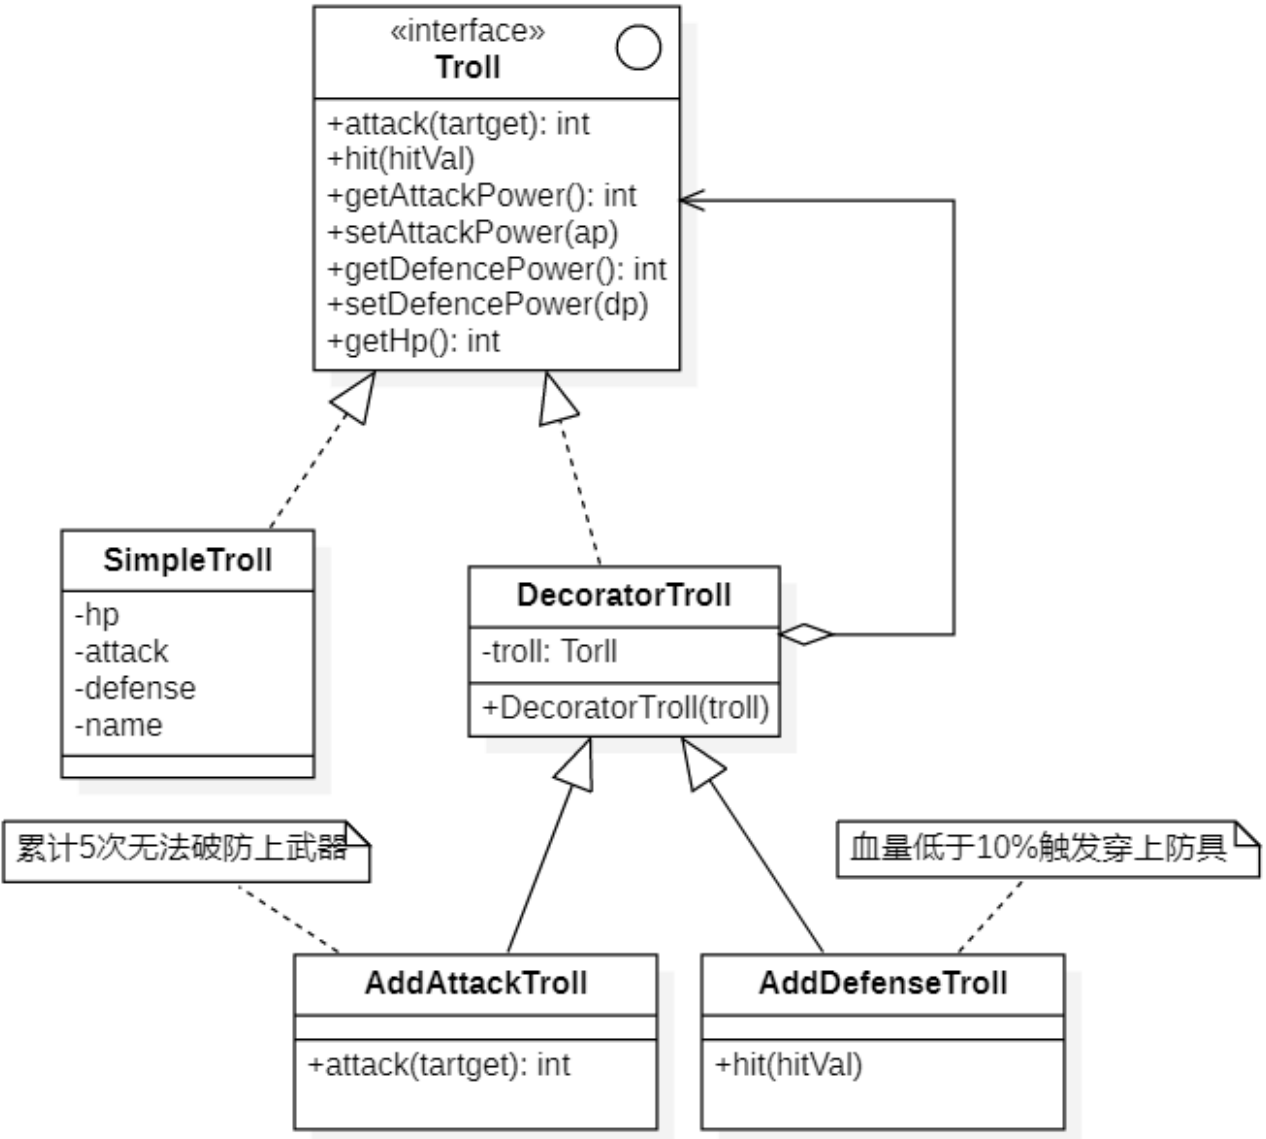 «interface»
Troll
+attack(tartget): int
+hit(hitVal)
+getAttackPower(): int
+setAttackPower(ap)
+getDefencePower(): int
+setDefencePower(dp)
+getHp(): int
SimpleTroll
-hp
-attack
-defense
-name
DecoratorTroll
-troll: Torll
+DecoratorTroll(troll)
累计5次无法破防上武器
血量低于10%触发穿上防具
AddAttackTroll
+attack(tartget): int
AddDefenseTroll
+hit(hitVal)